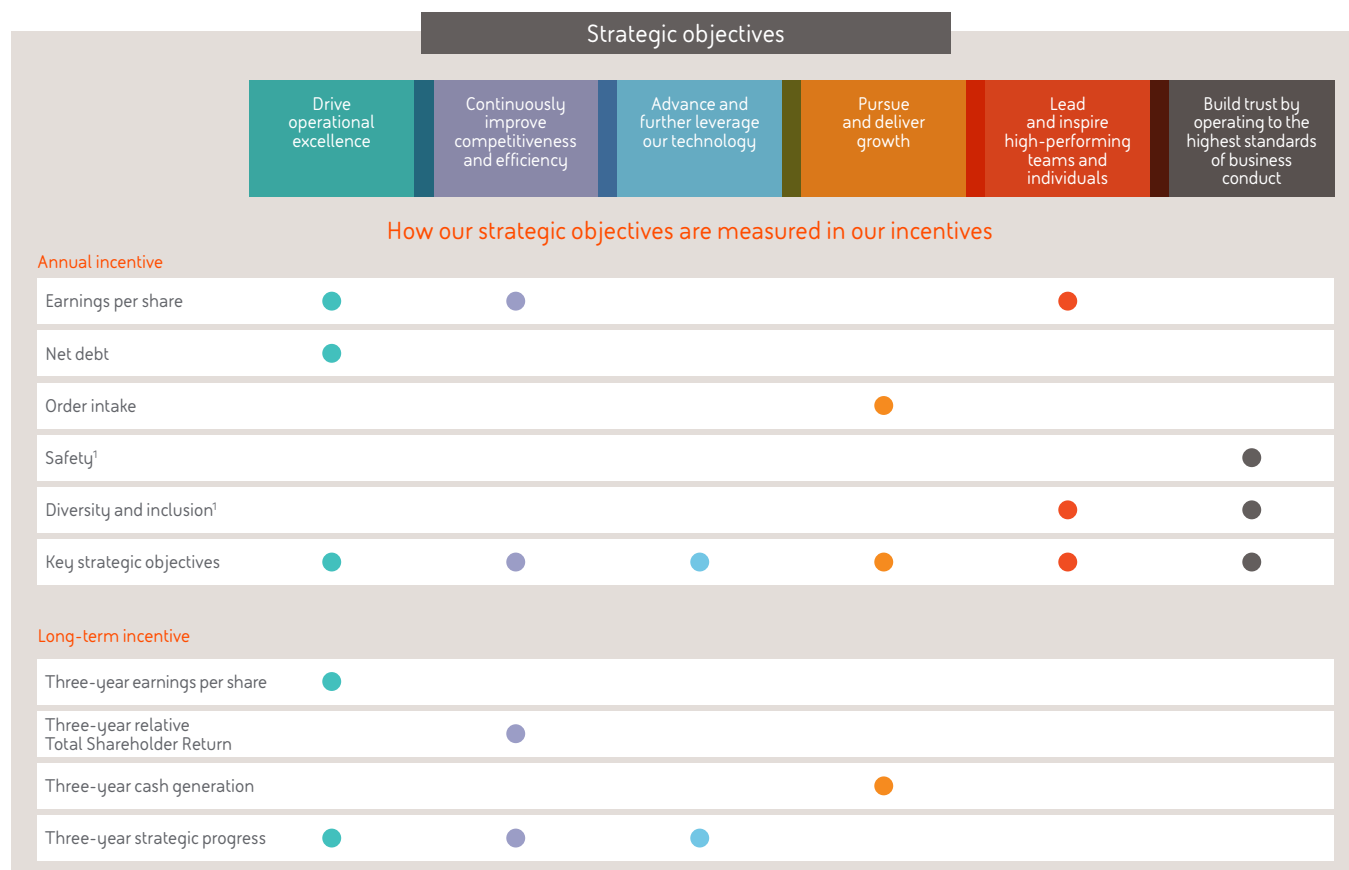 Strategic objectives
Drive
operational
excellence
Continuously
improve
competitiveness
and efficiency
Advance and
further leverage
our technology
Pursue
and deliver
growth
Lead
and inspire
high-performing
teams and
individuals
Build trust by
operating to the
highest standards
of business
conduct
How our strategic objectives are measured in our incentives
Annual incentive
Earnings per share
Net debt
Order intake
Safety¹
Diversity and inclusion¹
Key strategic objectives
Long-term incentive
Three-year earnings per share
Three-year relative
Total Shareholder Return
Three-year cash generation
Three-year strategic progress